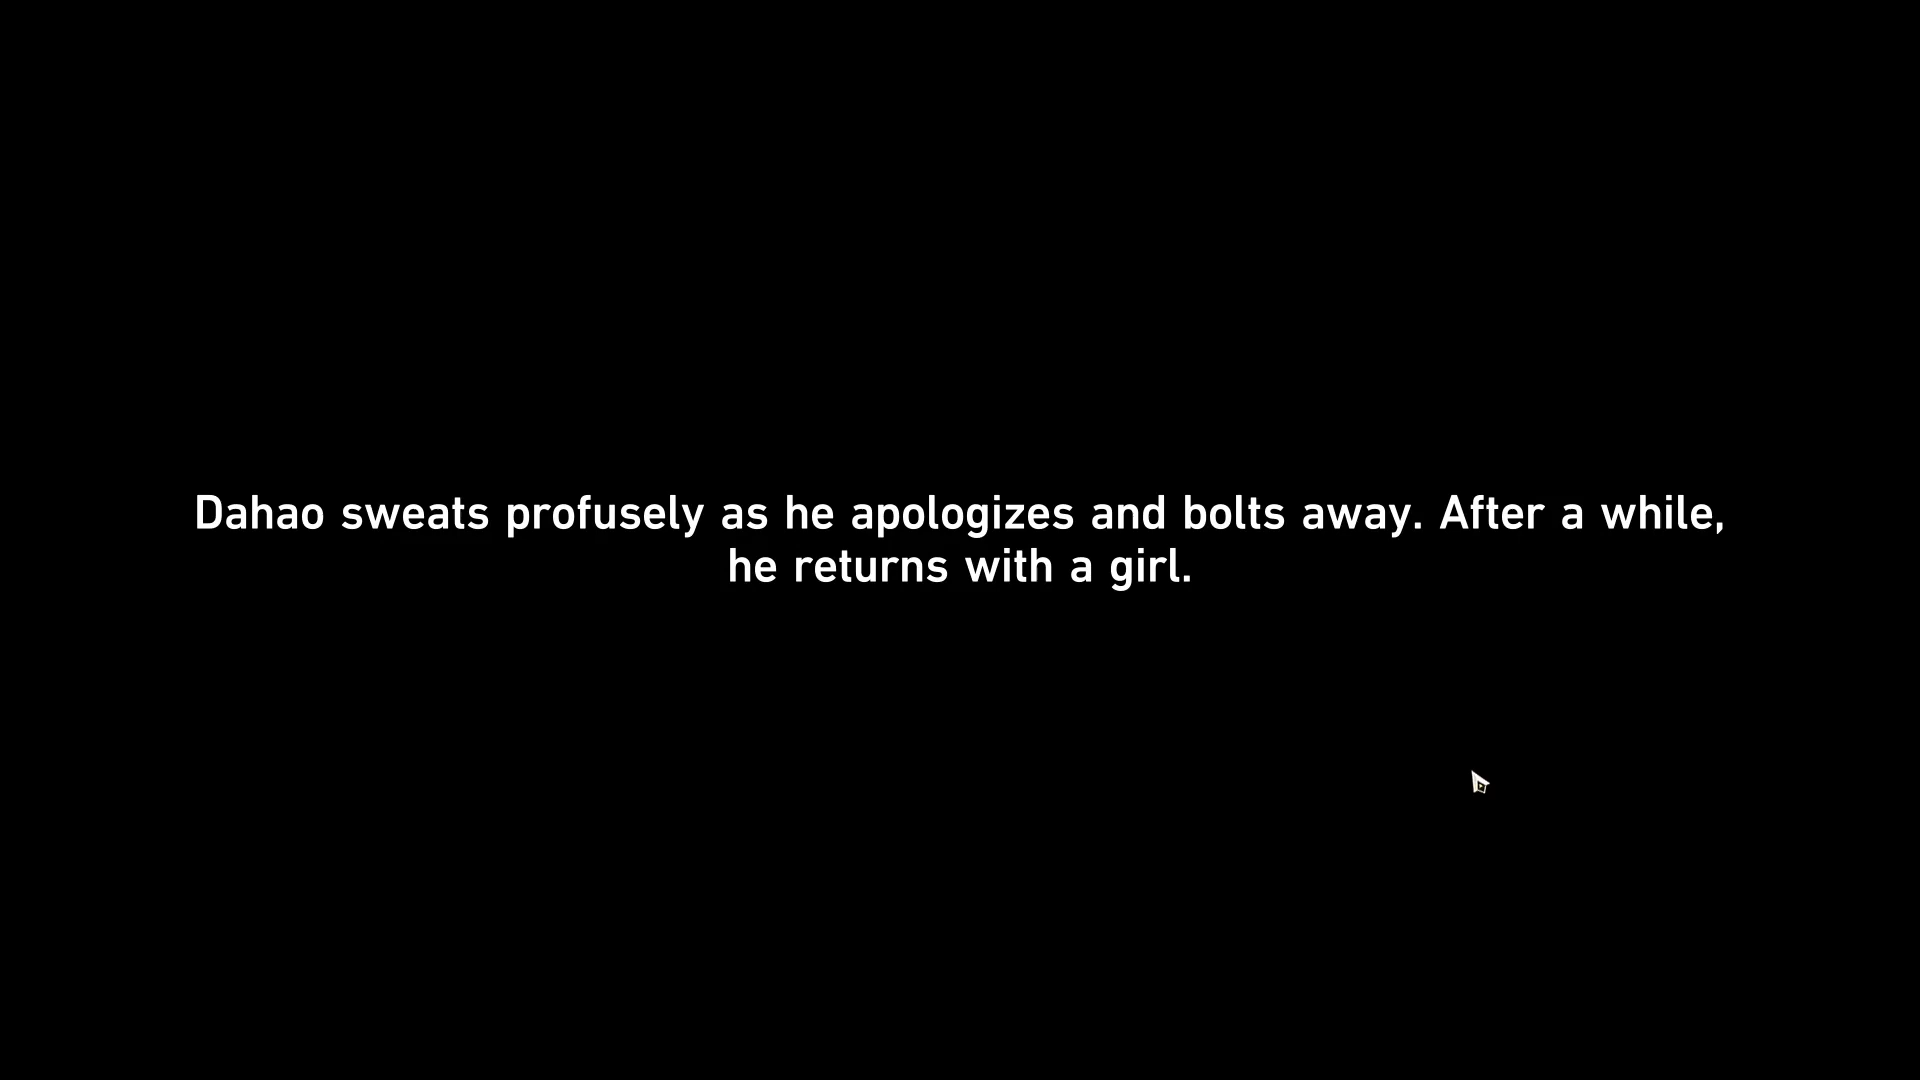 Dahao sweats profusely as he apologizes and bolts away. After a while,
he returns with a girl.